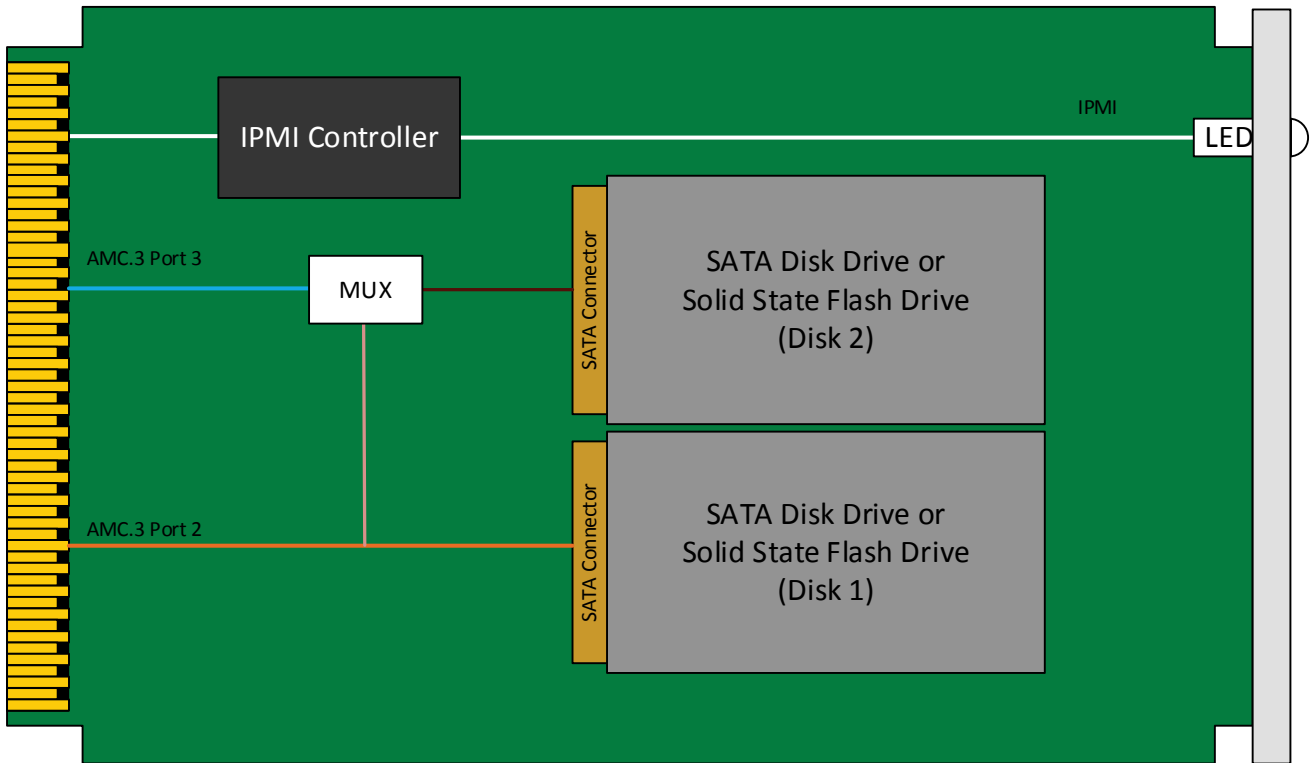 IPMI
IPMI Controller
LED
AMC.3 Port 3
MUX
SATA Connector
SATA Disk Drive or
Solid State Flash Drive
(Disk 2)
AMC.3 Port 2
SATA Connector
SATA Disk Drive or
Solid State Flash Drive
(Disk 1)